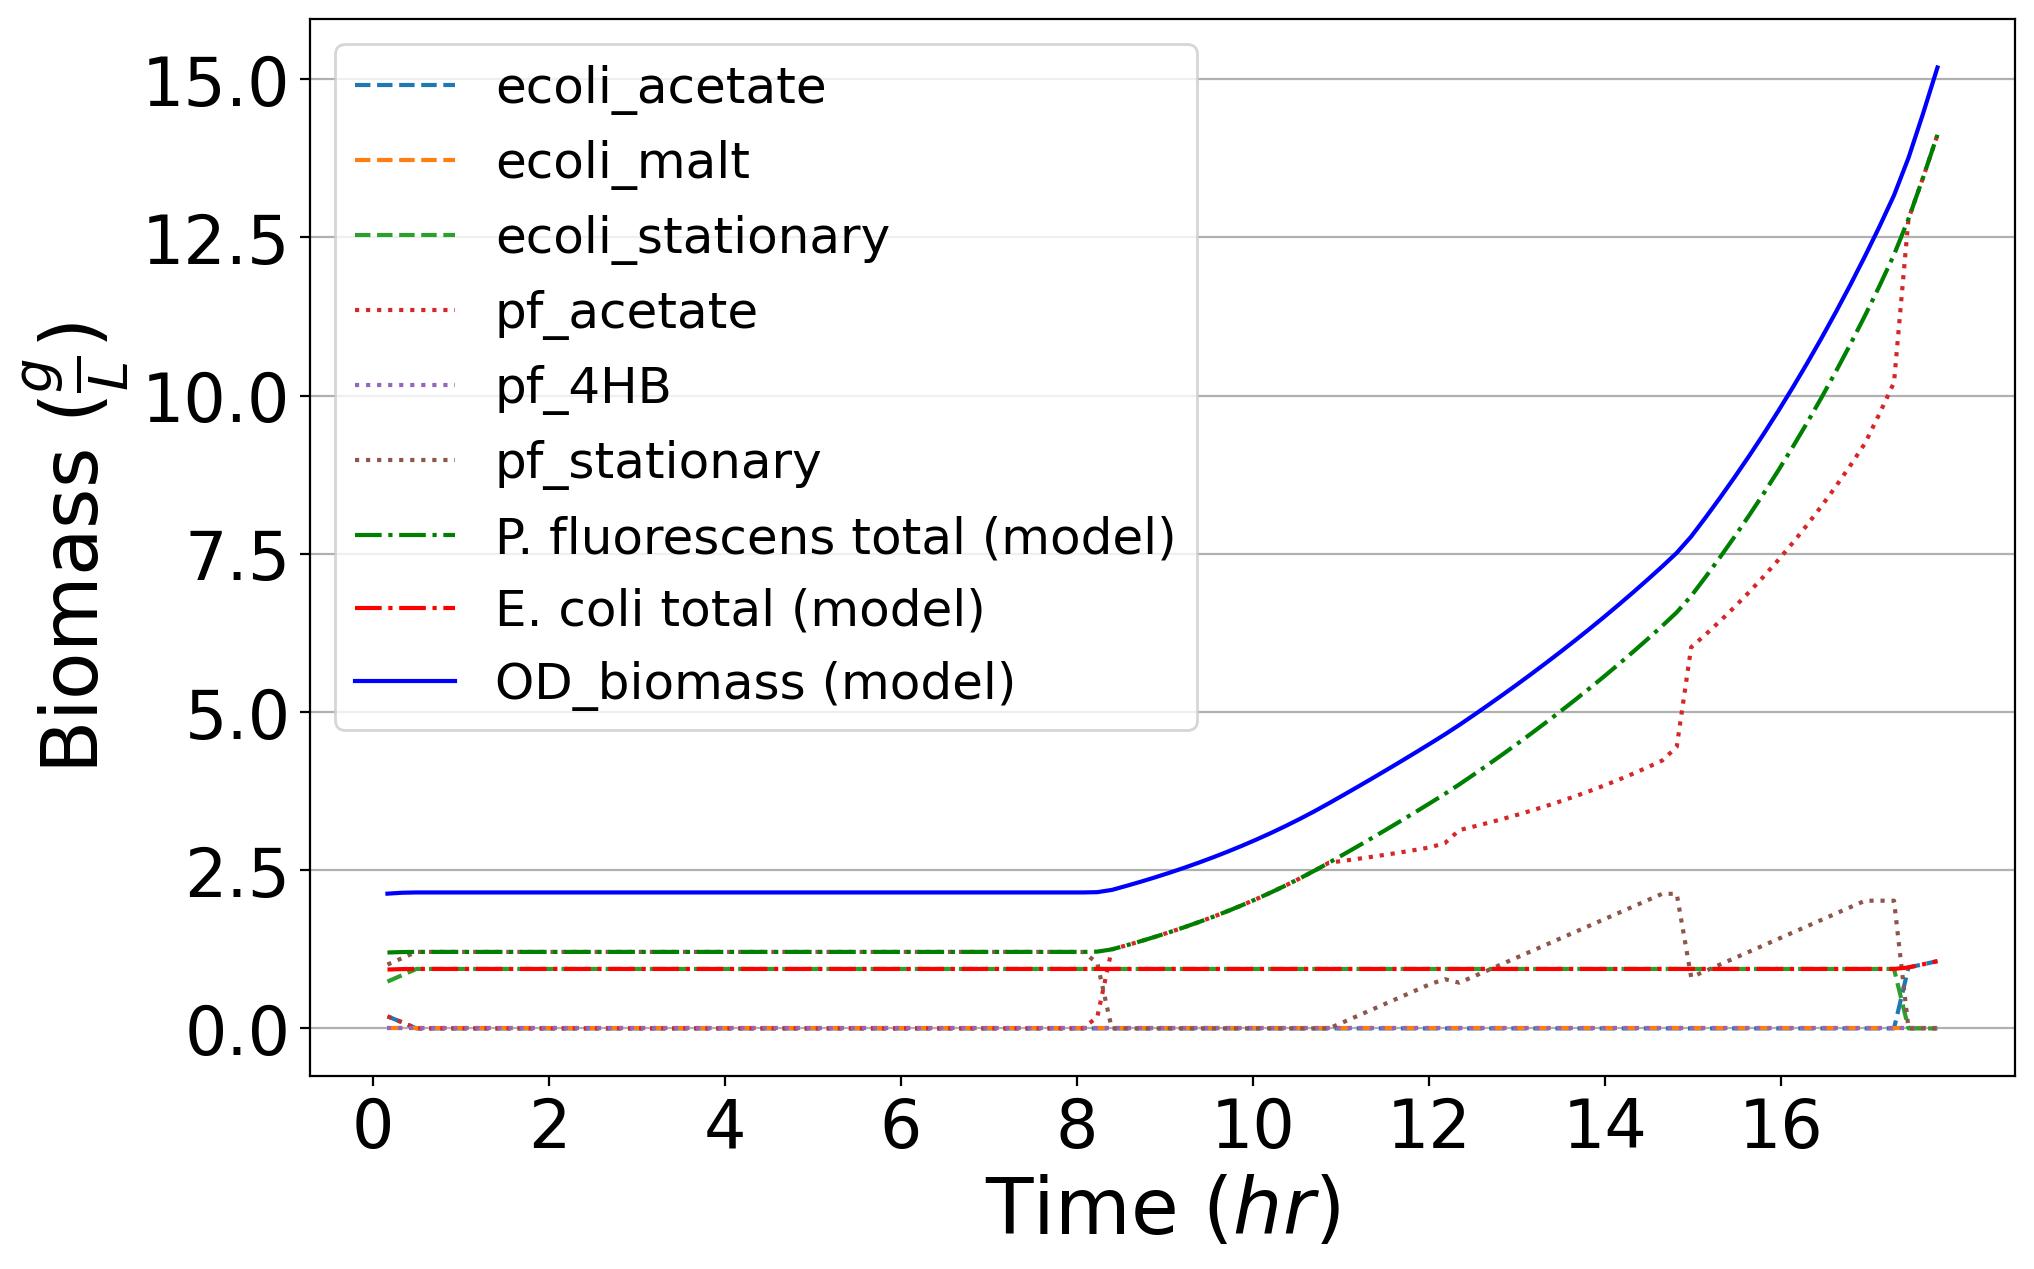 15.0
12.5
10.0
7.5
5.0
2.5
0.0
Biomass (g/L)
ecoli_acetate
ecoli_malt
ecoli_stationary
pf_acetate
pf_4HB
pf_stationary
P. fluorescens total (model)
E. coli total (model)
OD_biomass (model)
0 2 4 6 8 10 12 14 16
Time (hr)